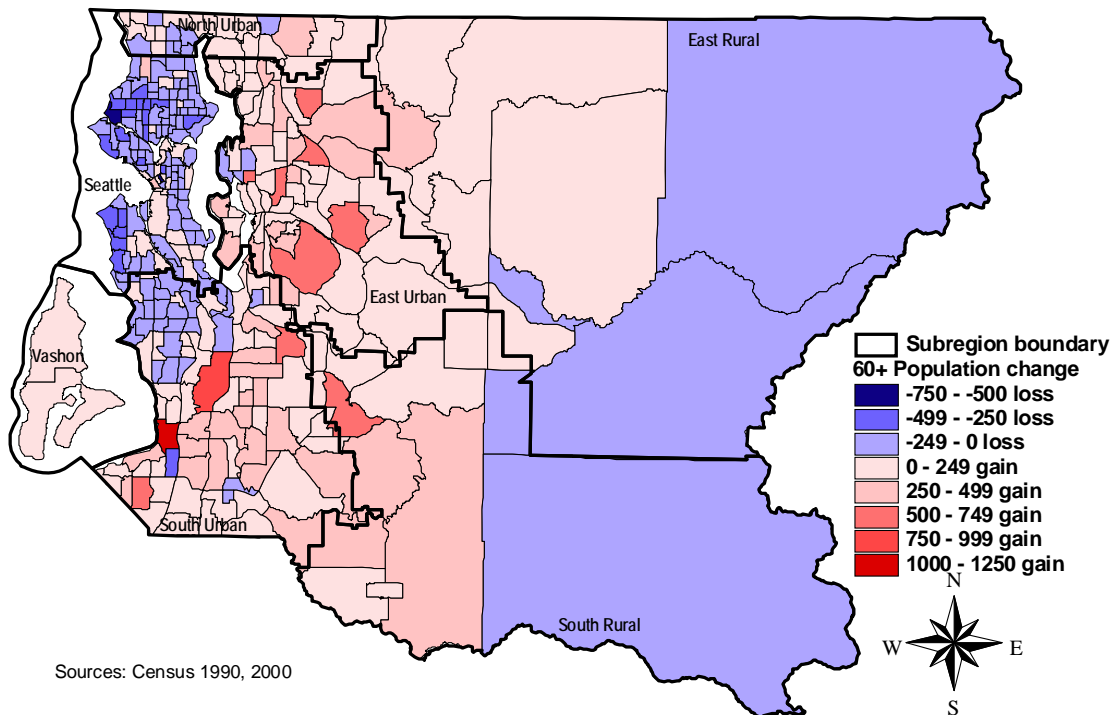 North Urban
East Rural
Seattle
East Urban
Vashon
South Urban
South Rural
Subregion boundary
60+ Population change
-750 - -500 loss
-499 - -250 loss
-249 - 0 loss
0 - 249 gain
250 - 499 gain
500 - 749 gain
750 - 999 gain
1000 - 1250 gain
N
W E
S
Sources: Census 1990, 2000